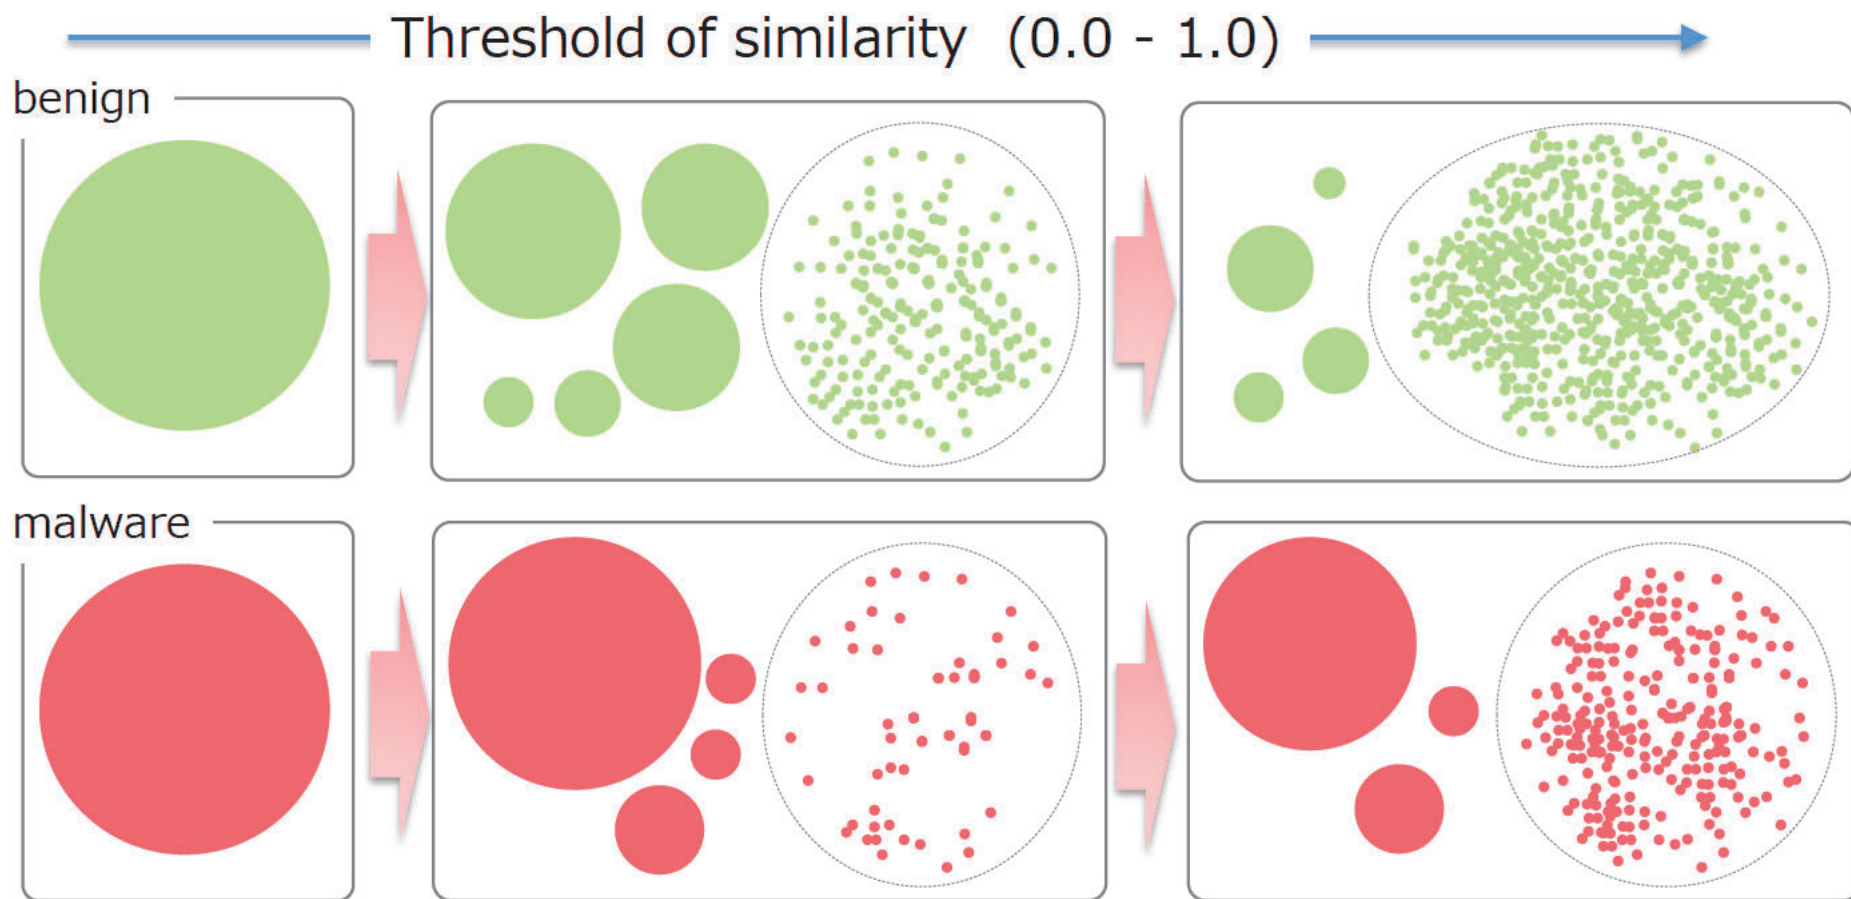 Threshold of similarity (0.0 - 1.0)
benign
malware